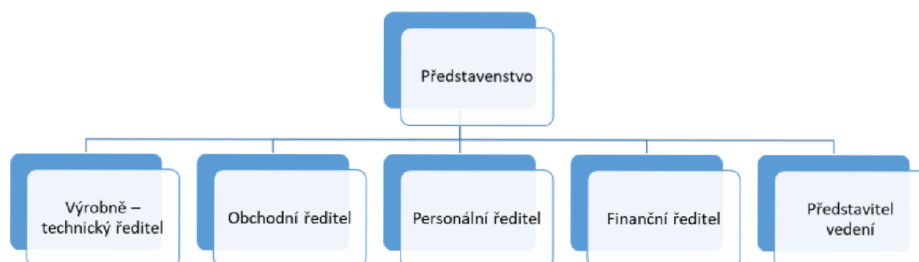 Představenstvo
Výrobně –
technický ředitel
Obchodní ředitel
Personální ředitel
Finanční ředitel
Představitel
vedení